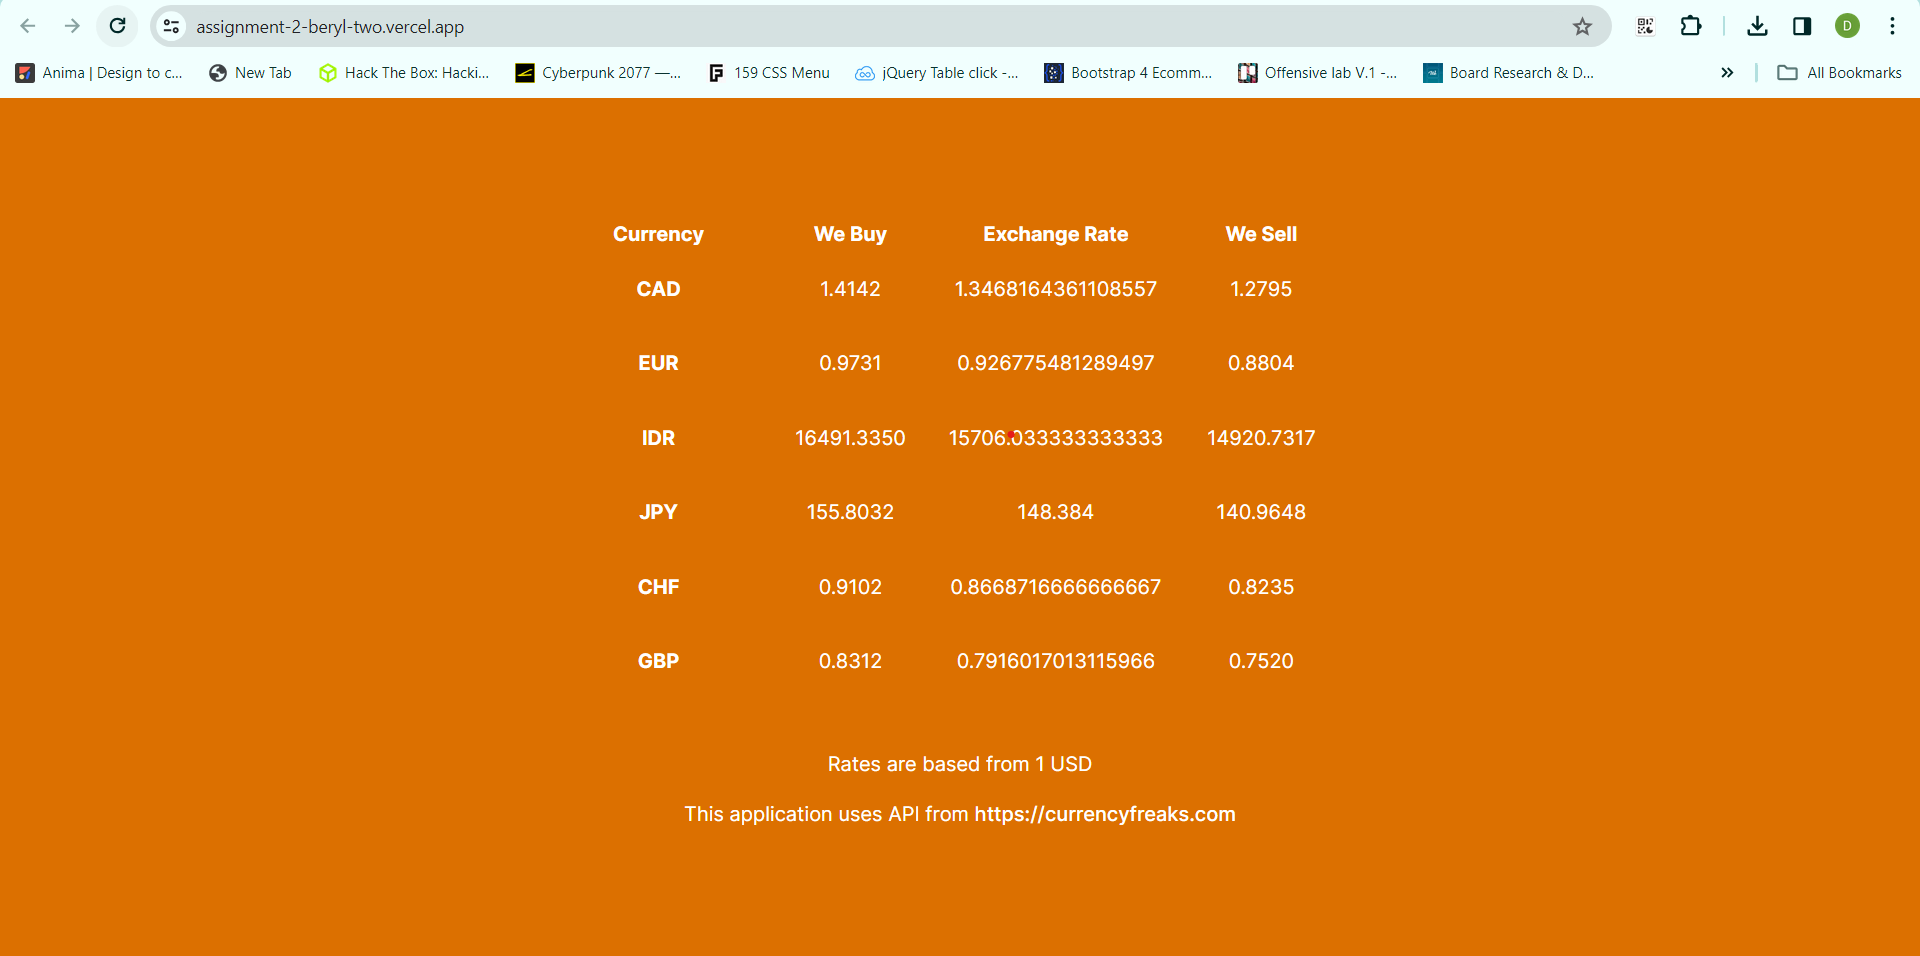 assignment-2-beryl-two.vercel.app
D
Anima | Design to c... New Tab Hack The Box: Hacki... Cyberpunk 2077 —... 159 CSS Menu jQuery Table click -... Bootstrap 4 Ecomm... Offensive lab V.1 -... Board Research & D... » All Bookmarks
Currency We Buy Exchange Rate We Sell
CAD 1.4142 1.3468164361108557 1.2795
EUR 0.9731 0.926775481289497 0.8804
IDR 16491.3350 15706.033333333333 14920.7317
JPY 155.8032 148.384 140.9648
CHF 0.9102 0.8668716666666667 0.8235
GBP 0.8312 0.7916017013115966 0.7520
Rates are based from 1 USD
This application uses API from https://currencyfreaks.com